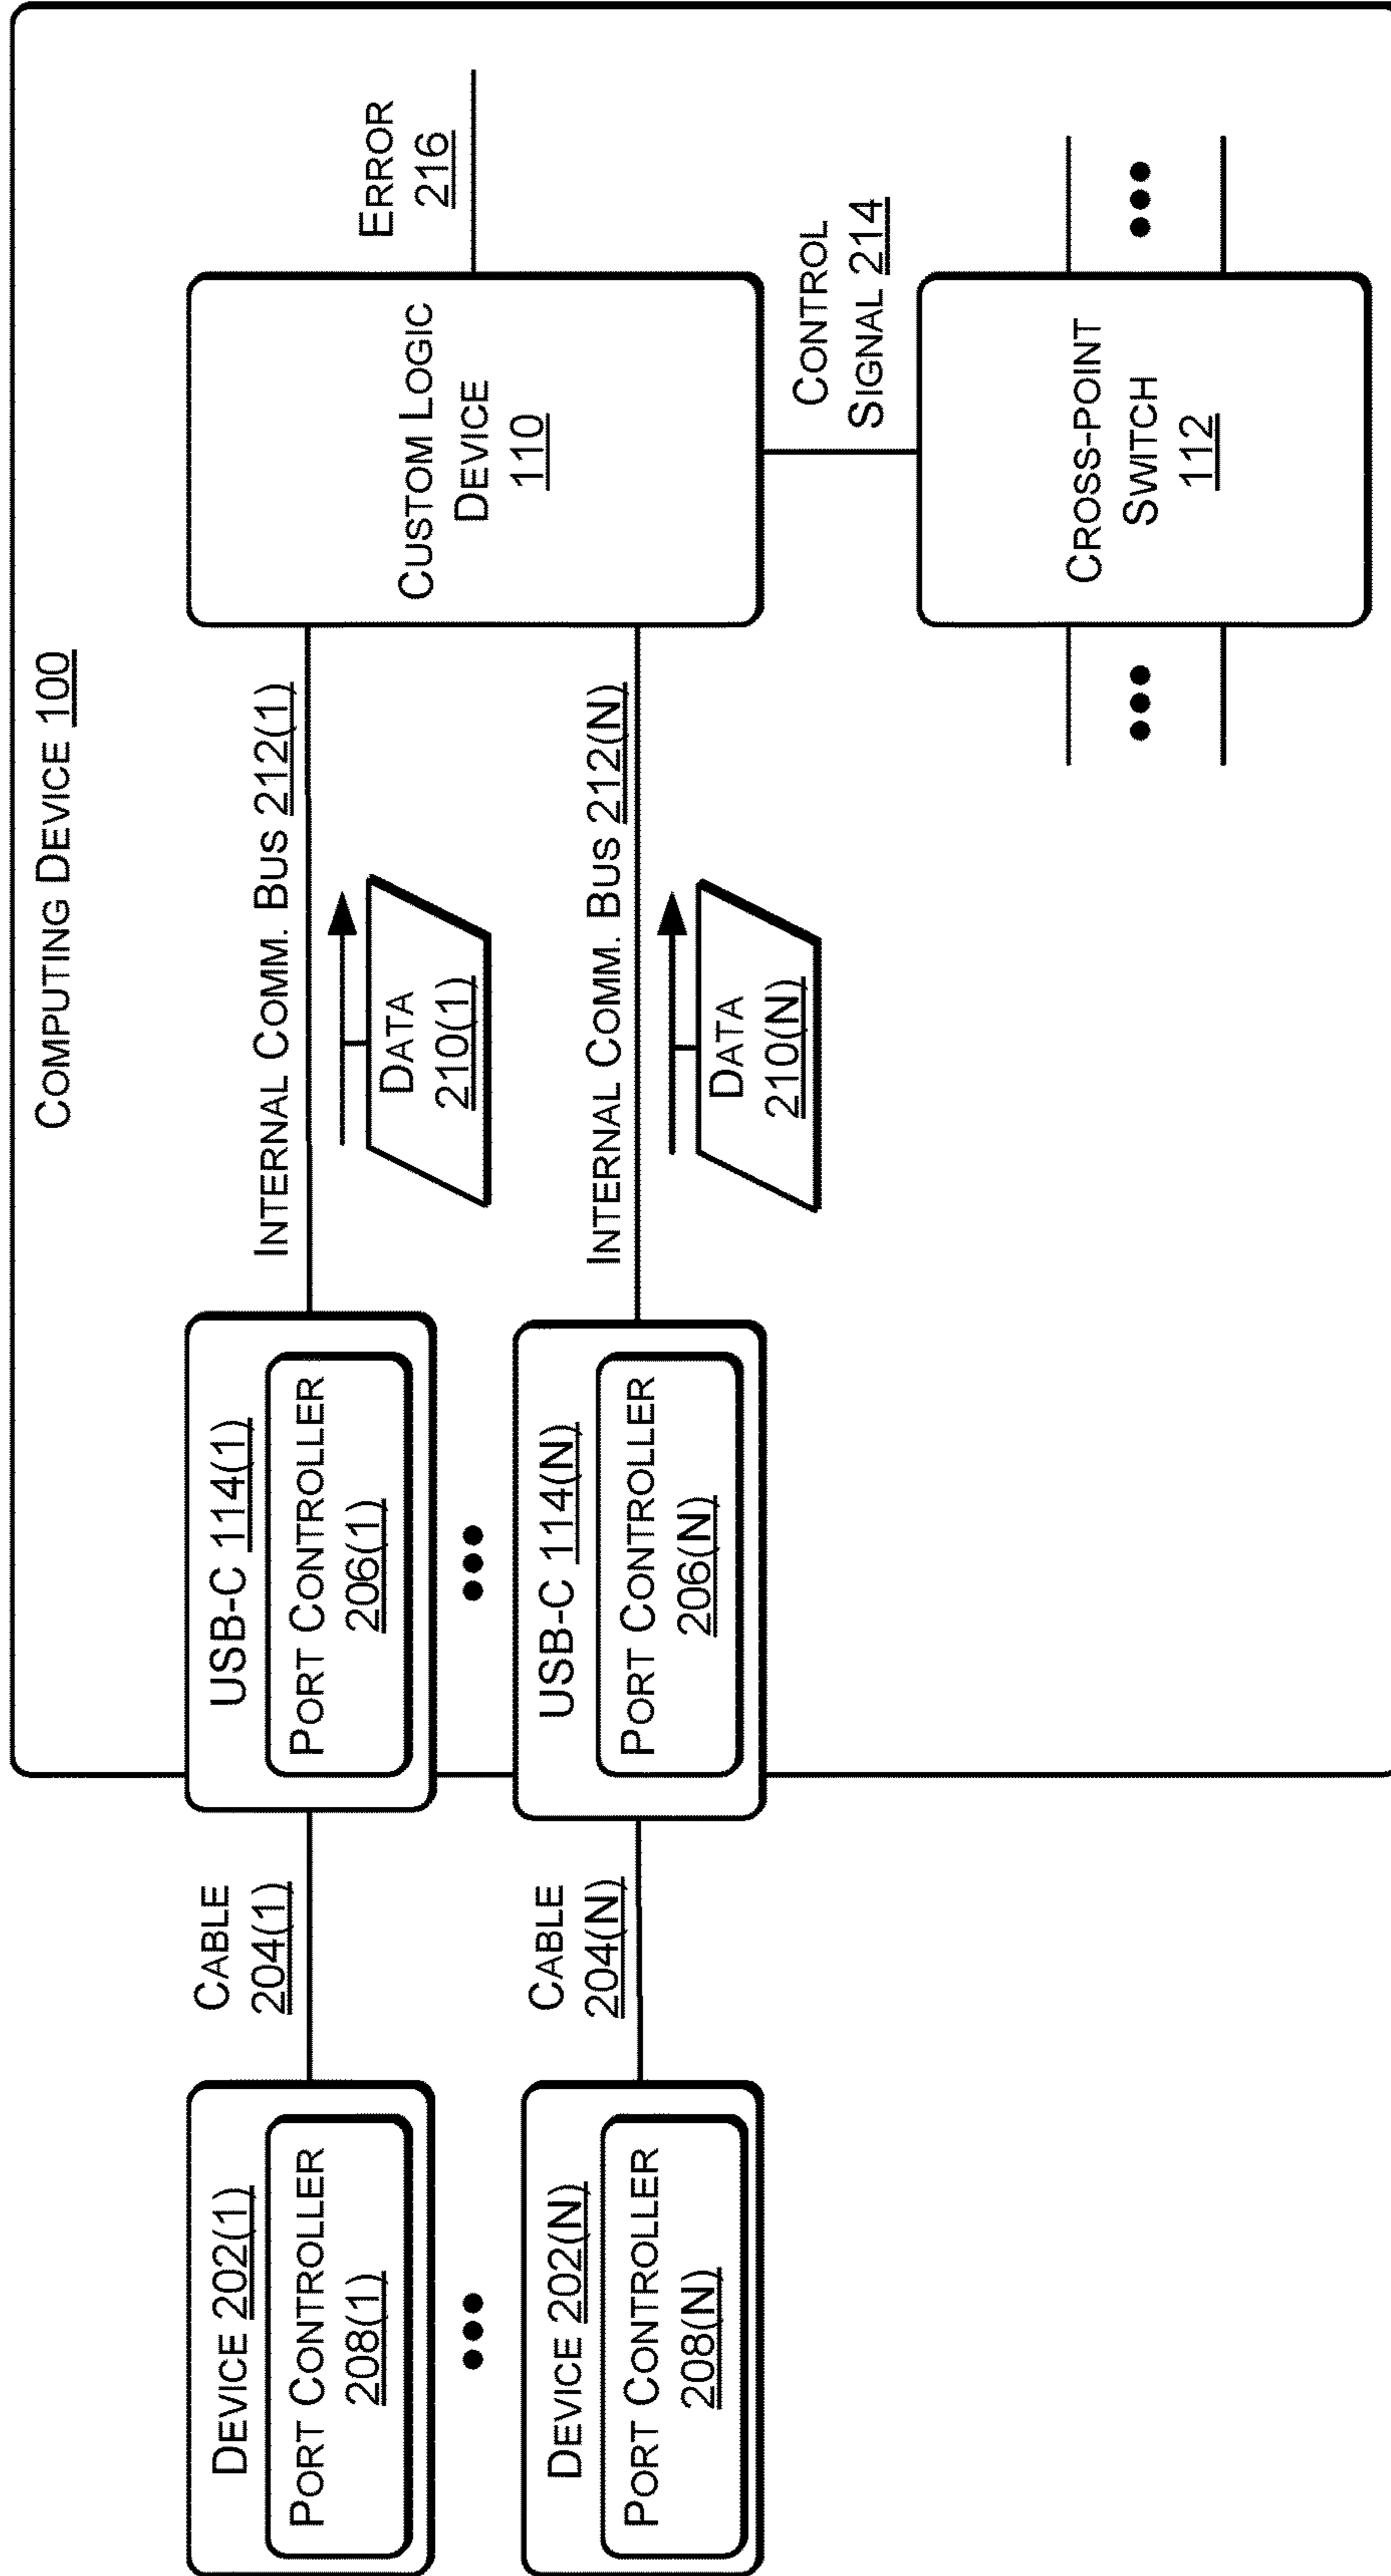 COMPUTING DEVICE 100
DEVICE 202(1)
PORT CONTROLLER
208(1)
CABLE
204(1)
USB-C 114(1)
PORT CONTROLLER
206(1)
INTERNAL COMM. BUS 212(1)
DATA
210(1)
CUSTOM LOGIC
DEVICE
110
ERROR
216
DEVICE 202(N)
PORT CONTROLLER
208(N)
CABLE
204(N)
USB-C 114(N)
PORT CONTROLLER
206(N)
INTERNAL COMM. BUS 212(N)
DATA
210(N)
CONTROL
SIGNAL 214
CROSS-POINT
SWITCH
112